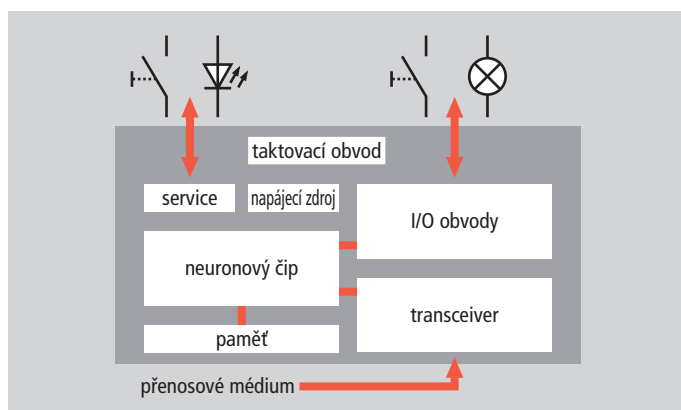 taktovací obvod
service
napájecí zdroj
I/O obvody
neuronový čip
transceiver
paměť
přenosové médium